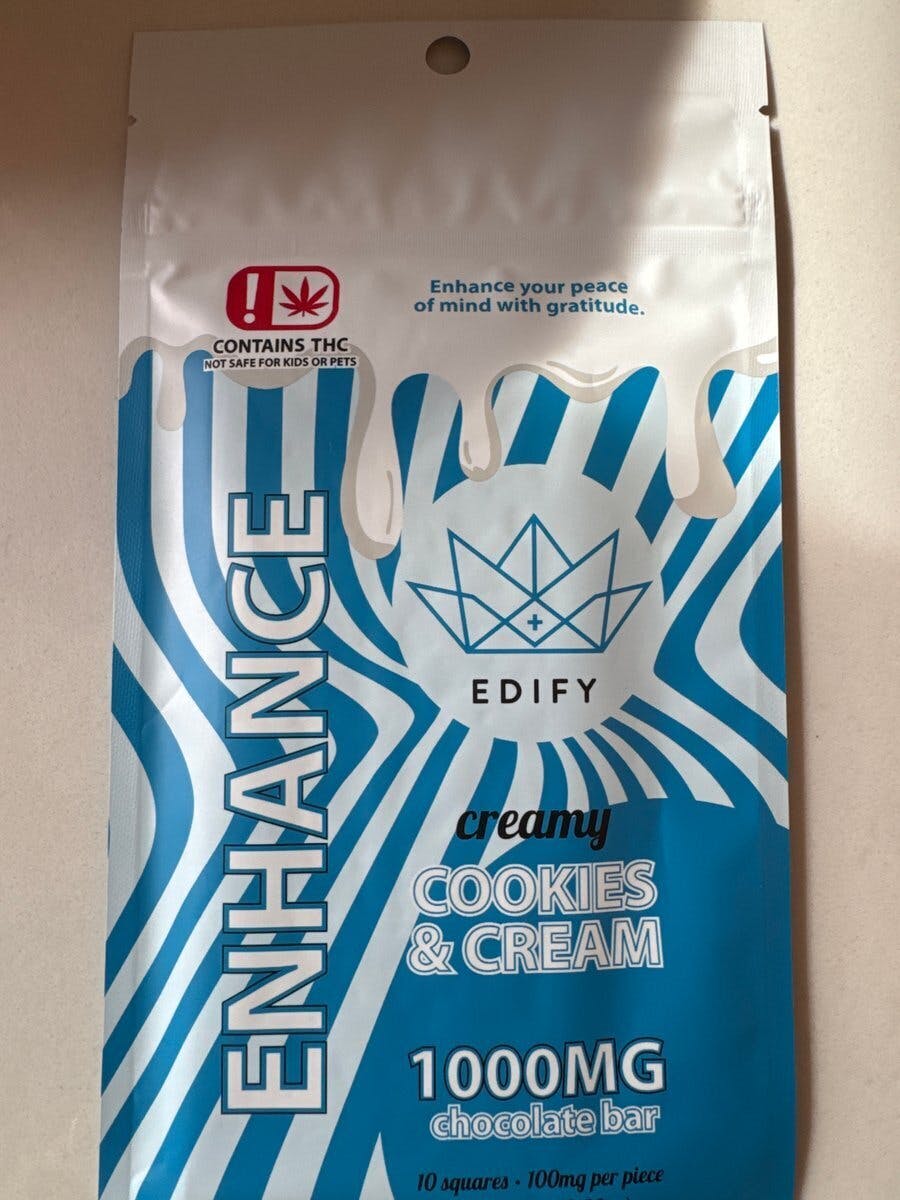 !
CONTAINS THC
NOT SAFE FOR KIDS OR PETS
Enhance your peace
of mind with gratitude.
ENHANCE
EDIFY
creamy
COOKIES
& CREAM
1000MG
chocolate bar
10 squares • 100mg per piece